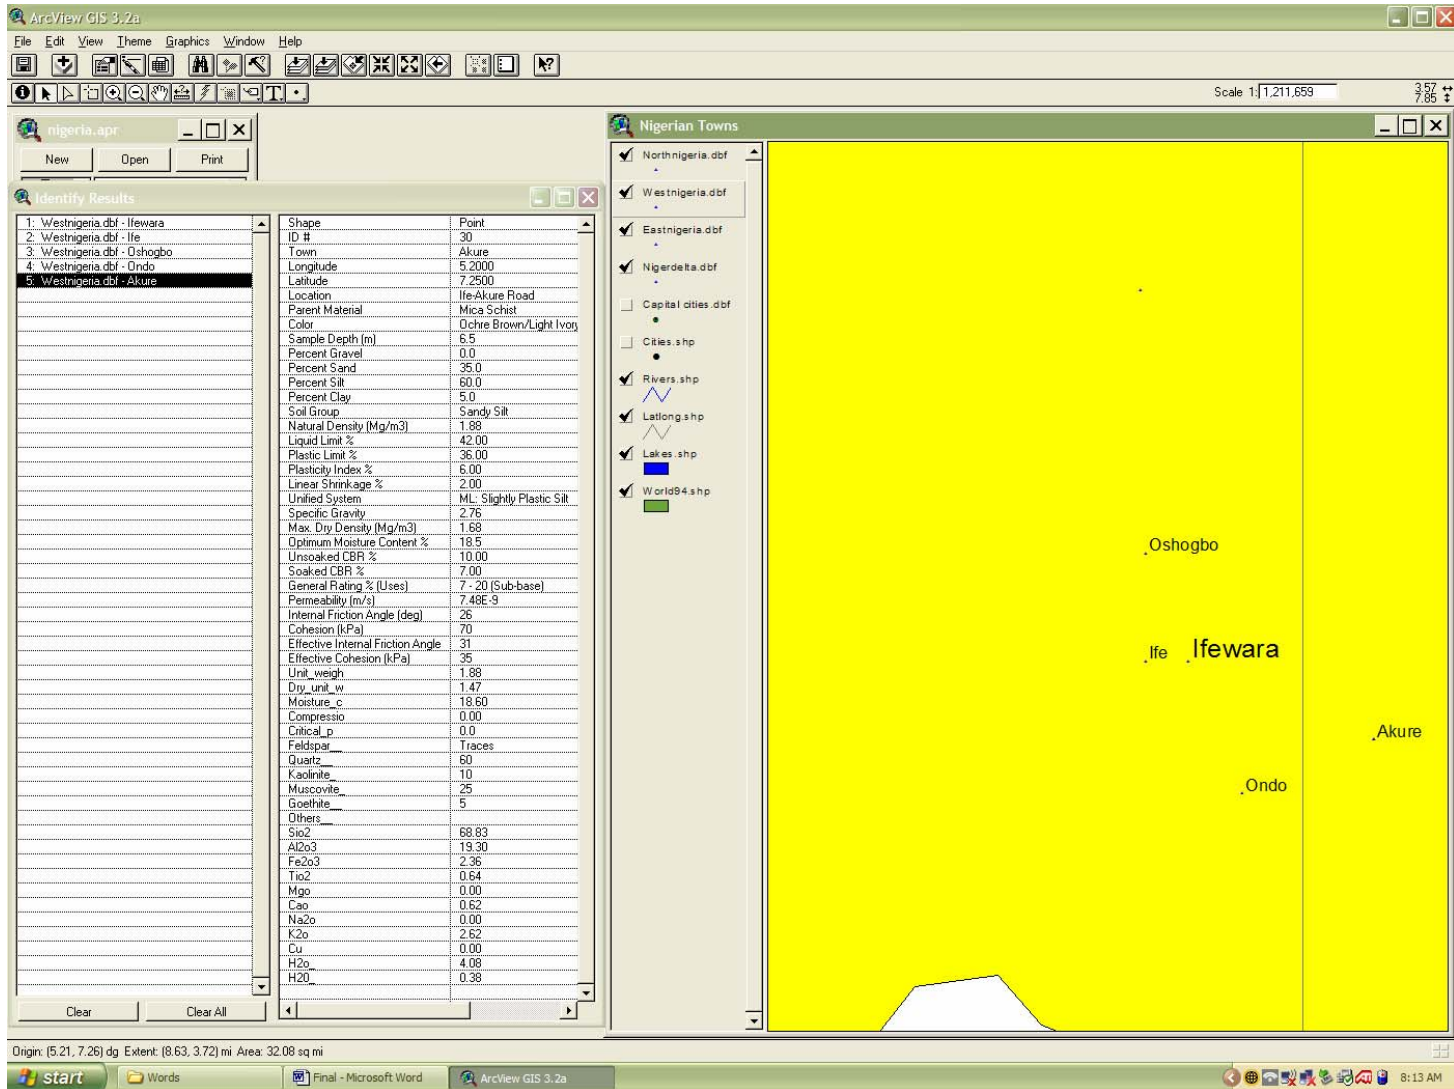 ArcView GIS 3.2a
File Edit View Theme Graphics Window Help
Scale 1: 1,211,659
3.57
7.85
nigeria.apr
New Open Print
Identify Results
1: Westnigeria.dbf - Ifewara
2: Westnigeria.dbf - Ife
3: Westnigeria.dbf - Oshogbo
4: Westnigeria.dbf - Ondo
5: Westnigeria.dbf - Akure
Shape Point
ID # 30
Town Akure
Longitude 5.2000
Latitude 7.2500
Location Ife-Akure Road
Parent Material Mica Schist
Color Ochre Brown/Light Ivory
Sample Depth (m) 6.5
Percent Gravel 0.0
Percent Sand 35.0
Percent Silt 60.0
Percent Clay 5.0
Soil Group Sandy Silt
Natural Density (Mg/m3) 1.88
Liquid Limit % 42.00
Plastic Limit % 36.00
Plasticity Index % 6.00
Linear Shrinkage % 2.00
Unified System ML: Slightly Plastic Silt
Specific Gravity 2.76
Max. Dry Density (Mg/m3) 1.68
Optimum Moisture Content % 18.5
Unsoaked CBR % 10.00
Soaked CBR % 7.00
General Rating % (Uses) 7 - 20 (Sub-base)
Permeability (m/s) 7.48E-9
Internal Friction Angle (deg) 26
Cohesion (kPa) 70
Effective Internal Friction Angle 31
Effective Cohesion (kPa) 35
Unit_weigh 1.88
Dry_unit_w 1.47
Moisture_c 18.60
Compressio 0.00
Critical_p 0.0
Feldspar__ Traces
Quartz__ 60
Kaolinite_ 10
Muscovite_ 25
Goethite__ 5
Others__
Sio2 68.83
Al2o3 19.30
Fe2o3 2.36
Tio2 0.64
Mgo 0.00
Cao 0.62
Na2o 0.00
K2o 2.62
Cu 0.00
H2o_ 4.08
H20_ 0.38
Clear Clear All
Nigerian Towns
Northnigeria.dbf
Westnigeria.dbf
Eastnigeria.dbf
Nigerdelta.dbf
Capital cities.dbf
Cities.shp
Rivers.shp
Latlong.shp
Lakes.shp
World94.shp
Oshogbo
Ife Ifewara
Akure
Ondo
Origin: (5.21, 7.26) dg Extent: (8.63, 3.72) mi Area: 32.08 sq mi
start Words Final - Microsoft Word ArcView GIS 3.2a 8:13 AM